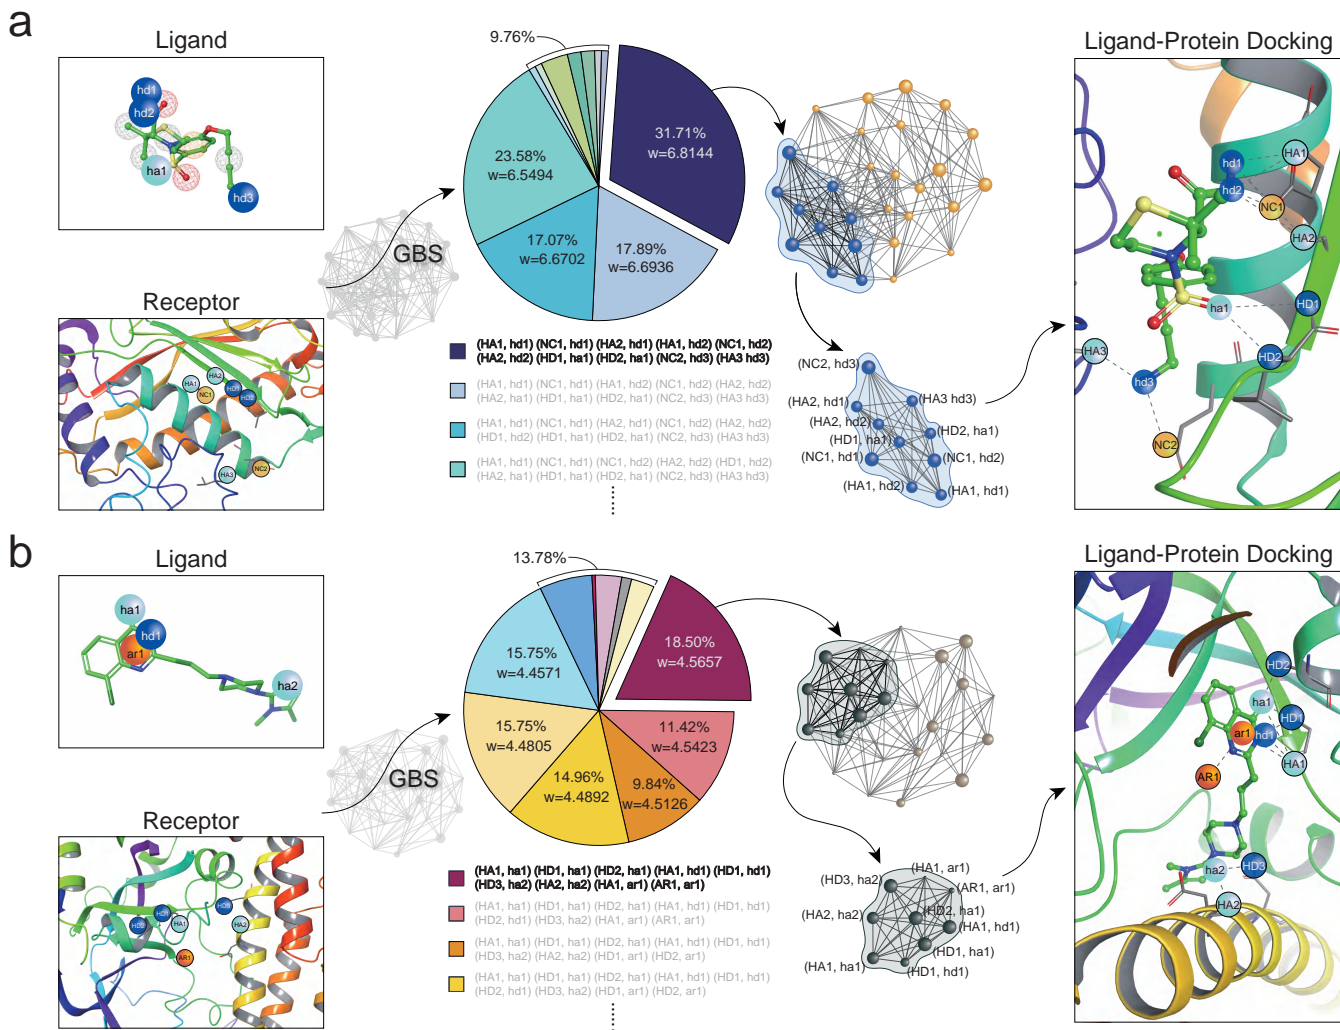 a
Ligand
hd1
hd2
ha1
hd3
Receptor
HA1
HA2
HD1
NC1
HD2
HA3
NC2
GBS
9.76%
31.71%
w=6.8144
23.58%
w=6.5494
17.07%
w=6.6702
17.89%
w=6.6936
(HA1, hd1) (NC1, hd1) (HA2, hd1) (HA1, hd2) (NC1, hd2)
(HA2, hd2) (HD1, ha1) (HD2, ha1) (NC2, hd3) (HA3 hd3)
(HA1, hd1) (NC1, hd1) (HA1, hd2) (NC1, hd2) (HA2, hd2)
(HA2, ha1) (HD1, ha1) (HD2, ha1) (NC2, hd3) (HA3 hd3)
(HA1, hd1) (NC1, hd1) (HA2, hd1) (NC1, hd2) (HA2, hd2)
(HD1, hd2) (HD1, ha1) (HD2, ha1) (NC2, hd3) (HA3 hd3)
(HA1, hd1) (NC1, hd1) (NC1, hd2) (HA2, hd2) (HD1, hd2)
(HA2, ha1) (HD1, ha1) (HD2, ha1) (NC2, hd3) (HA3 hd3)
(NC2, hd3)
(HA2, hd1)
(HA3 hd3)
(HA2, hd2)
(HD2, ha1)
(HD1, ha1)
(NC1, hd1)
(NC1, hd2)
(HA1, hd2)
(HA1, hd1)
Ligand-Protein Docking
hd1
HA1
hd2
NC1
HA2
ha1
HD1
HD2
HA3
hd3
NC2
b
Ligand
ha1
hd1
ar1
ha2
Receptor
HD1
HD3
HD2
HA1
HA2
AR1
GBS
13.78%
18.50%
w=4.5657
15.75%
w=4.4571
15.75%
w=4.4805
11.42%
w=4.5423
14.96%
w=4.4892
9.84%
w=4.5126
(HA1, ha1) (HD1, ha1) (HD2, ha1) (HA1, hd1) (HD1, hd1)
(HD3, ha2) (HA2, ha2) (HA1, ar1) (AR1, ar1)
(HA1, ha1) (HD1, ha1) (HD2, ha1) (HA1, hd1) (HD1, hd1)
(HD2, hd1) (HD3, ha2) (HA1, ar1) (AR1, ar1)
(HA1, ha1) (HD1, ha1) (HD2, ha1) (HA1, hd1) (HD1, hd1)
(HD3, ha2) (HA2, ha2) (HD1, ar1) (HD2, ar1)
(HA1, ha1) (HD1, ha1) (HD2, ha1) (HA1, hd1) (HD1, hd1)
(HD2, hd1) (HD3, ha2) (HD1, ar1) (HD2, ar1)
(HA1, ar1)
(HD3, ha2)
(AR1, ar1)
(HA2, ha2)
(HD2, ha1)
(HA1, hd1)
(HD1, ha1)
(HA1, ha1)
(HD1, hd1)
Ligand-Protein Docking
HD2
ha1
HD1
ar1
hd1
HA1
AR1
ha2
HD3
HA2